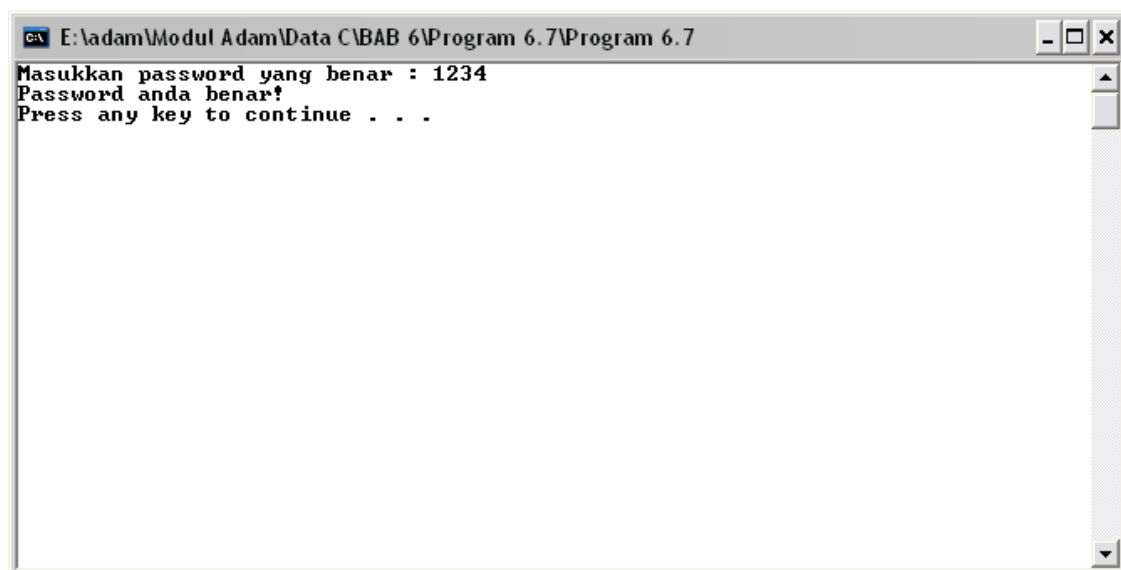 E:\adam\Modul Adam\Data C\BAB 6\Program 6.7\Program 6.7
Masukkan password yang benar : 1234
Password anda benar!
Press any key to continue . . .